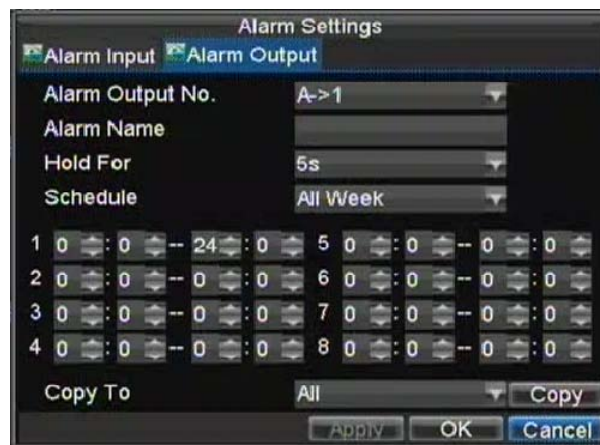 Alarm Settings
Alarm Input Alarm Output
Alarm Output No. A->1
Alarm Name
Hold For 5s
Schedule All Week
1 0 : 0 -- 24 : 0 5 0 : 0 -- 0 : 0
2 0 : 0 -- 0 : 0 6 0 : 0 -- 0 : 0
3 0 : 0 -- 0 : 0 7 0 : 0 -- 0 : 0
4 0 : 0 -- 0 : 0 8 0 : 0 -- 0 : 0
Copy To All Copy
Apply OK Cancel